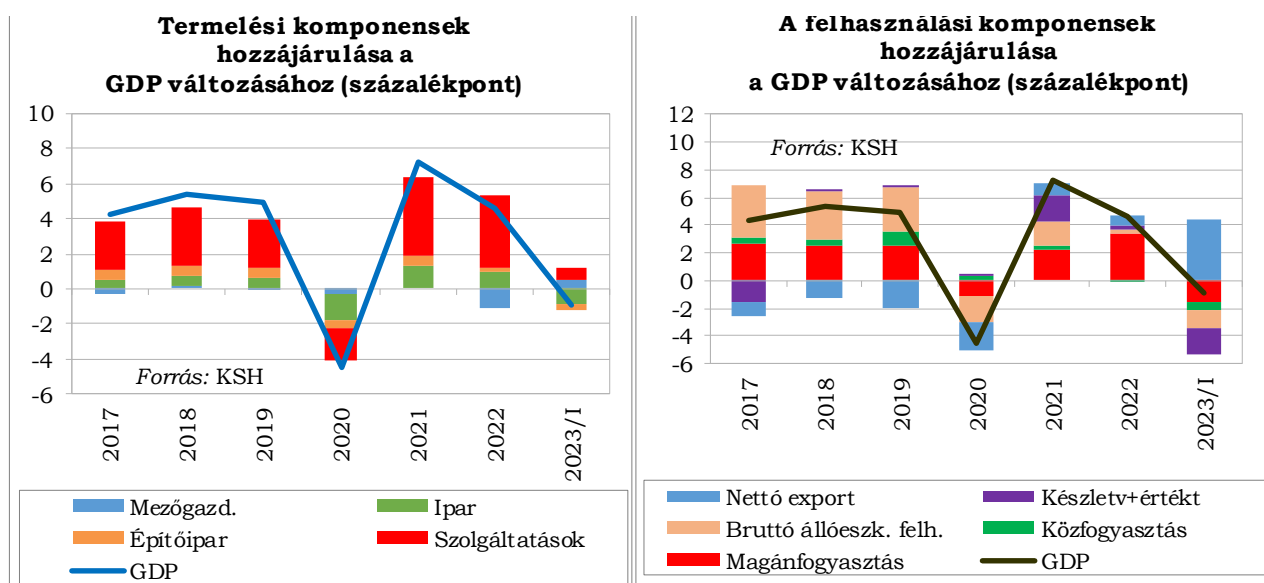 Termelési komponensek
hozzájárulása a
GDP változásához (százalékpont)
10
8
6
4
2
0
-2
-4
-6
Forrás: KSH
2017
2018
2019
2020
2021
2022
2023/I
Mezőgazd.
Ipar
Építőipar
Szolgáltatások
GDP
A felhasználási komponensek
hozzájárulása
a GDP változásához (százalékpont)
12
10
8
6
4
2
0
-2
-4
-6
Forrás: KSH
2017
2018
2019
2020
2021
2022
2023/I
Nettó export
Készletv+értékt
Bruttó állóeszk. felh.
Közfogyasztás
Magánfogyasztás
GDP